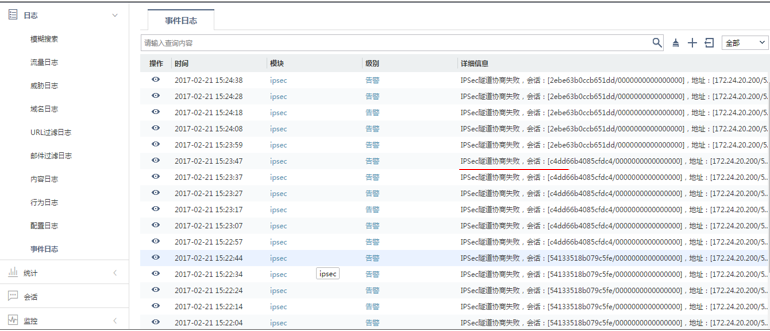 日志
模糊搜索
流量日志
威胁日志
域名日志
URL过滤日志
邮件过滤日志
内容日志
行为日志
配置日志
事件日志
统计
会话
监控
事件日志
请输入查询内容
全部
操作 时间 模块 级别 详细信息
2017-02-21 15:24:38 ipsec 告警 IPSec隧道协商失败，会话：[2ebe63b0ccb651dd/0000000000000000]，地址：[172.24.20.200/5...
2017-02-21 15:24:28 ipsec 告警 IPSec隧道协商失败，会话：[2ebe63b0ccb651dd/0000000000000000]，地址：[172.24.20.200/5...
2017-02-21 15:24:18 ipsec 告警 IPSec隧道协商失败，会话：[2ebe63b0ccb651dd/0000000000000000]，地址：[172.24.20.200/5...
2017-02-21 15:24:08 ipsec 告警 IPSec隧道协商失败，会话：[2ebe63b0ccb651dd/0000000000000000]，地址：[172.24.20.200/5...
2017-02-21 15:23:59 ipsec 告警 IPSec隧道协商失败，会话：[2ebe63b0ccb651dd/0000000000000000]，地址：[172.24.20.200/5...
2017-02-21 15:23:47 ipsec 告警 IPSec隧道协商失败，会话：[c4dd66b4085cfdc4/0000000000000000]，地址：[172.24.20.200/5...
2017-02-21 15:23:37 ipsec 告警 IPSec隧道协商失败，会话：[c4dd66b4085cfdc4/0000000000000000]，地址：[172.24.20.200/5...
2017-02-21 15:23:27 ipsec 告警 IPSec隧道协商失败，会话：[c4dd66b4085cfdc4/0000000000000000]，地址：[172.24.20.200/5...
2017-02-21 15:23:17 ipsec 告警 IPSec隧道协商失败，会话：[c4dd66b4085cfdc4/0000000000000000]，地址：[172.24.20.200/5...
2017-02-21 15:23:07 ipsec 告警 IPSec隧道协商失败，会话：[c4dd66b4085cfdc4/0000000000000000]，地址：[172.24.20.200/5...
2017-02-21 15:22:57 ipsec 告警 IPSec隧道协商失败，会话：[c4dd66b4085cfdc4/0000000000000000]，地址：[172.24.20.200/5...
2017-02-21 15:22:44 ipsec 告警 IPSec隧道协商失败，会话：[54133518b079c5fe/0000000000000000]，地址：[172.24.20.200/5...
2017-02-21 15:22:34 ipsec 告警 IPSec隧道协商失败，会话：[54133518b079c5fe/0000000000000000]，地址：[172.24.20.200/5...
ipsec
2017-02-21 15:22:24 ipsec 告警 IPSec隧道协商失败，会话：[54133518b079c5fe/0000000000000000]，地址：[172.24.20.200/5...
2017-02-21 15:22:14 ipsec 告警 IPSec隧道协商失败，会话：[54133518b079c5fe/0000000000000000]，地址：[172.24.20.200/5...
2017-02-21 15:22:04 ipsec 告警 IPSec隧道协商失败，会话：[54133518b079c5fe/0000000000000000]，地址：[172.24.20.200/5...